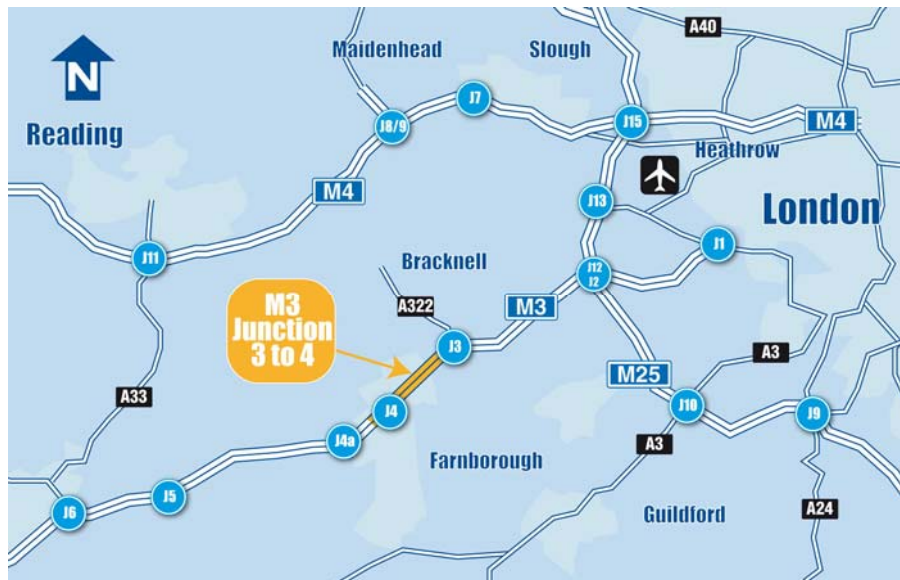 A40
Maidenhead
Slough
N
Reading
J7
J8/9
J15
M4
Heathrow
M4
J13
London
J1
J11
Bracknell
J12
J2
M3
Junction
3 to 4
A322
M3
J3
A3
M25
A33
J4
J10
J9
J4a
A3
Farnborough
J5
J6
Guildford
A24